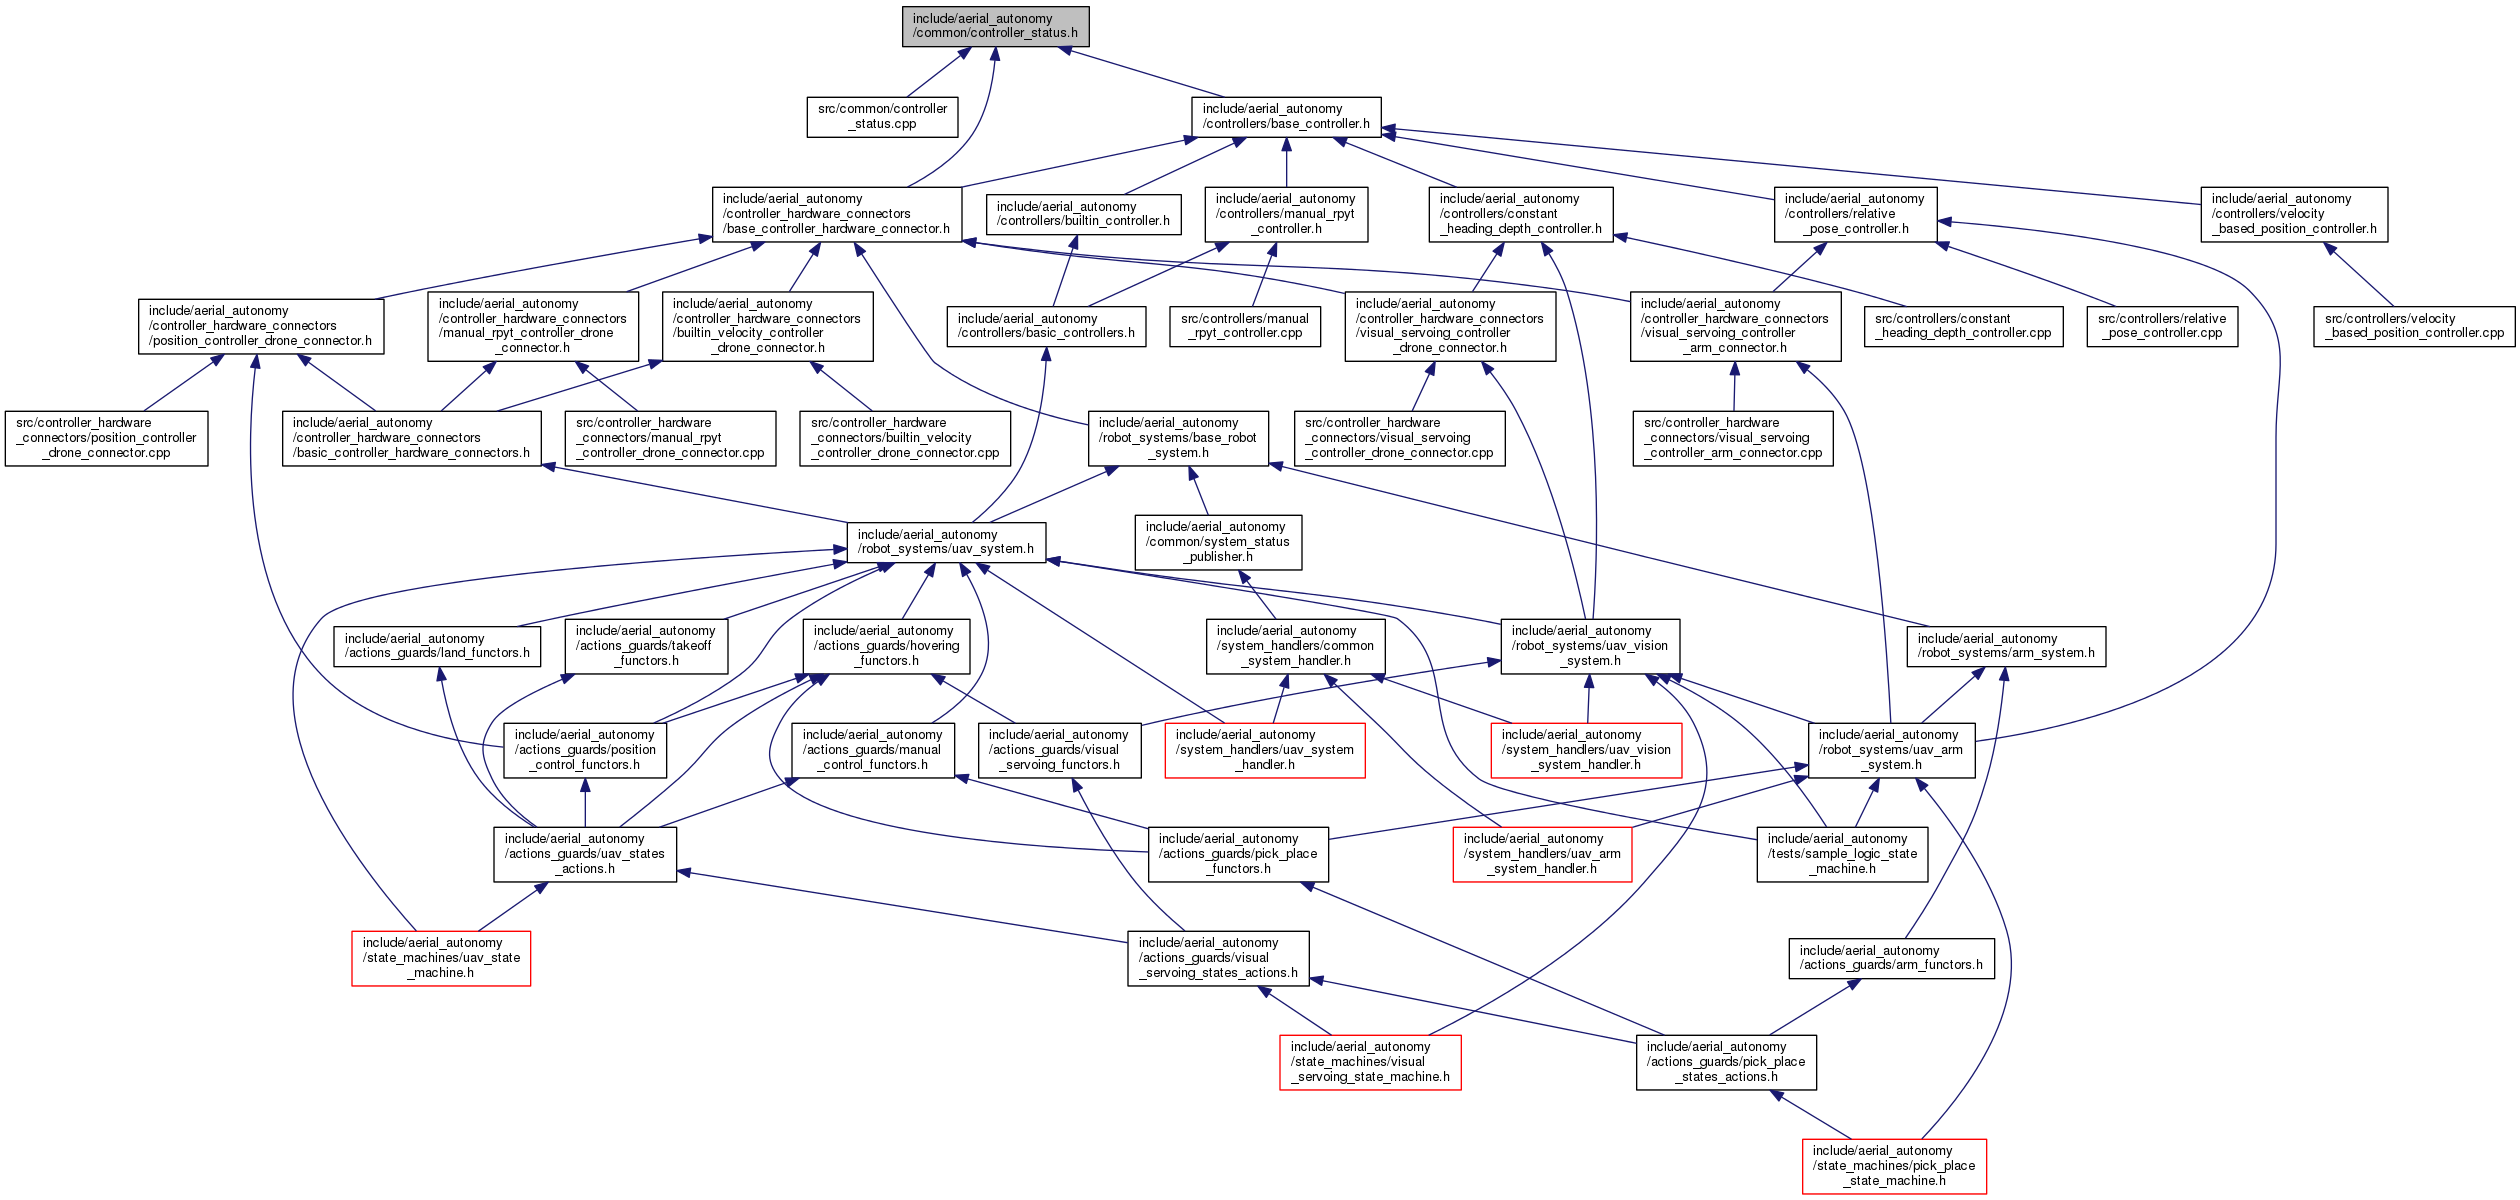 include/aerial_autonomy
/common/controller_status.h
src/common/controller
_status.cpp
include/aerial_autonomy
/controllers/base_controller.h
include/aerial_autonomy
/controller_hardware_connectors
/base_controller_hardware_connector.h
include/aerial_autonomy
/controllers/builtin_controller.h
include/aerial_autonomy
/controllers/manual_rpyt
_controller.h
include/aerial_autonomy
/controllers/constant
_heading_depth_controller.h
include/aerial_autonomy
/controllers/relative
_pose_controller.h
include/aerial_autonomy
/controllers/velocity
_based_position_controller.h
include/aerial_autonomy
/controller_hardware_connectors
/position_controller_drone_connector.h
include/aerial_autonomy
/controller_hardware_connectors
/manual_rpyt_controller_drone
_connector.h
include/aerial_autonomy
/controller_hardware_connectors
/builtin_velocity_controller
_drone_connector.h
include/aerial_autonomy
/controllers/basic_controllers.h
src/controllers/manual
_rpyt_controller.cpp
include/aerial_autonomy
/controller_hardware_connectors
/visual_servoing_controller
_drone_connector.h
include/aerial_autonomy
/controller_hardware_connectors
/visual_servoing_controller
_arm_connector.h
src/controllers/constant
_heading_depth_controller.cpp
src/controllers/relative
_pose_controller.cpp
src/controllers/velocity
_based_position_controller.cpp
src/controller_hardware
_connectors/position_controller
_drone_connector.cpp
include/aerial_autonomy
/controller_hardware_connectors
/basic_controller_hardware_connectors.h
src/controller_hardware
_connectors/manual_rpyt
_controller_drone_connector.cpp
src/controller_hardware
_connectors/builtin_velocity
_controller_drone_connector.cpp
include/aerial_autonomy
/robot_systems/base_robot
_system.h
src/controller_hardware
_connectors/visual_servoing
_controller_drone_connector.cpp
src/controller_hardware
_connectors/visual_servoing
_controller_arm_connector.cpp
include/aerial_autonomy
/robot_systems/uav_system.h
include/aerial_autonomy
/common/system_status
_publisher.h
include/aerial_autonomy
/actions_guards/land_functors.h
include/aerial_autonomy
/actions_guards/takeoff
_functors.h
include/aerial_autonomy
/actions_guards/hovering
_functors.h
include/aerial_autonomy
/system_handlers/common
_system_handler.h
include/aerial_autonomy
/robot_systems/uav_vision
_system.h
include/aerial_autonomy
/robot_systems/arm_system.h
include/aerial_autonomy
/actions_guards/position
_control_functors.h
include/aerial_autonomy
/actions_guards/manual
_control_functors.h
include/aerial_autonomy
/actions_guards/visual
_servoing_functors.h
include/aerial_autonomy
/system_handlers/uav_system
_handler.h
include/aerial_autonomy
/system_handlers/uav_vision
_system_handler.h
include/aerial_autonomy
/robot_systems/uav_arm
_system.h
include/aerial_autonomy
/actions_guards/uav_states
_actions.h
include/aerial_autonomy
/actions_guards/pick_place
_functors.h
include/aerial_autonomy
/system_handlers/uav_arm
_system_handler.h
include/aerial_autonomy
/tests/sample_logic_state
_machine.h
include/aerial_autonomy
/state_machines/uav_state
_machine.h
include/aerial_autonomy
/actions_guards/visual
_servoing_states_actions.h
include/aerial_autonomy
/actions_guards/arm_functors.h
include/aerial_autonomy
/state_machines/visual
_servoing_state_machine.h
include/aerial_autonomy
/actions_guards/pick_place
_states_actions.h
include/aerial_autonomy
/state_machines/pick_place
_state_machine.h